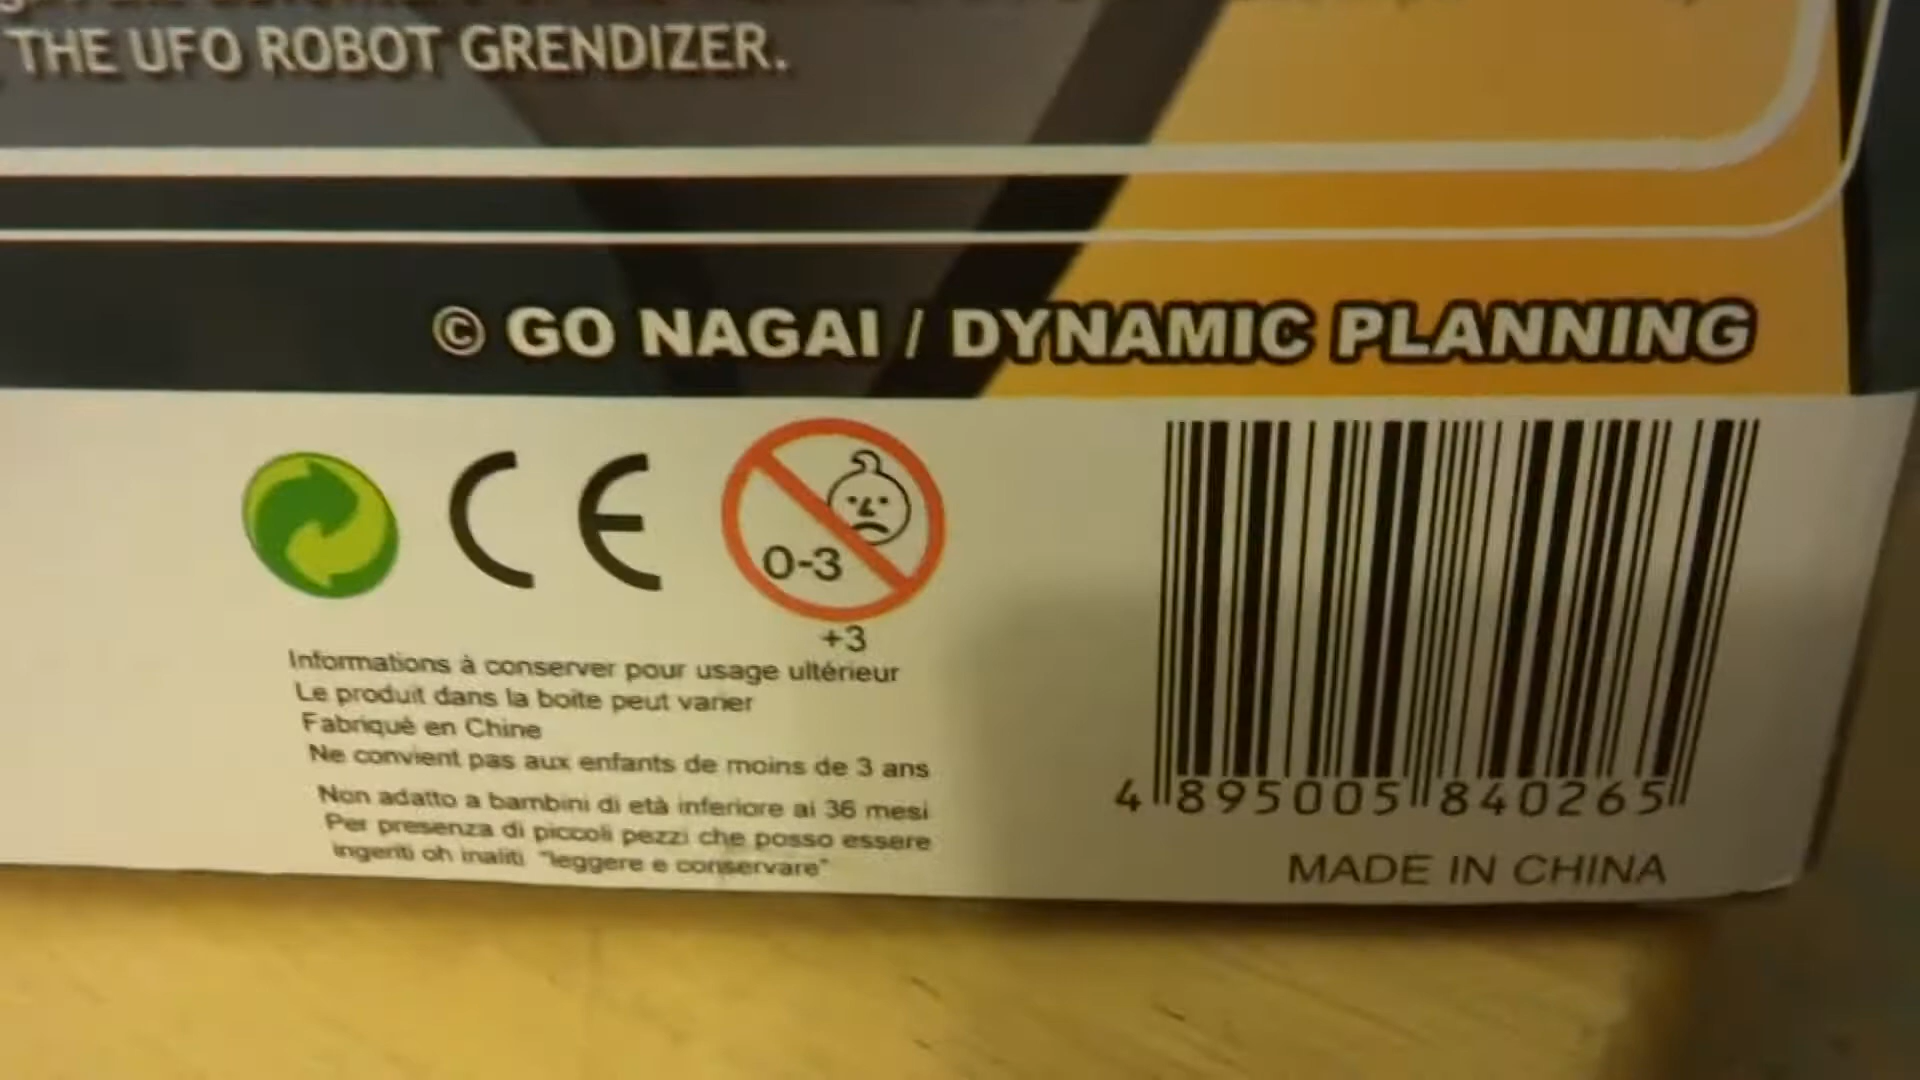 THE UFO ROBOT GRENDIZER.
© GO NAGAI / DYNAMIC PLANNING
CE
0-3
+3
Informations à conserver pour usage ultérieur
Le produit dans la boite peut varier
Fabriqué en Chine
Ne convient pas aux enfants de moins de 3 ans
Non adatto a bambini di età inferiore ai 36 mesi
Per presenza di piccoli pezzi che posso essere
ingeriti oh inaliti "leggere e conservare"
4 895005 840265
MADE IN CHINA